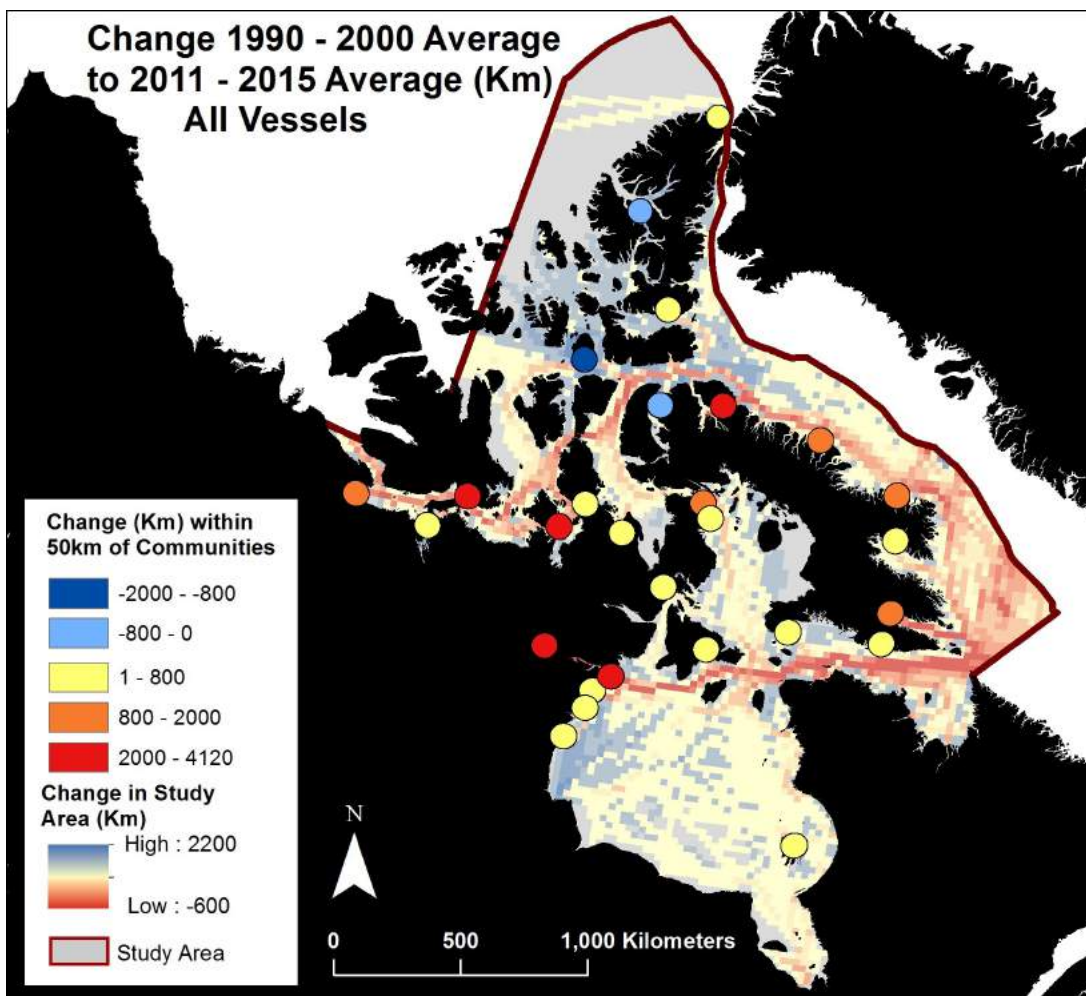 Change 1990 - 2000 Average
to 2011 - 2015 Average (Km)
All Vessels
Change (Km) within
50km of Communities
-2000 - -800
-800 - 0
1 - 800
800 - 2000
2000 - 4120
Change in Study
Area (Km)
High : 2200
Low : -600
Study Area
N
0 500 1,000 Kilometers